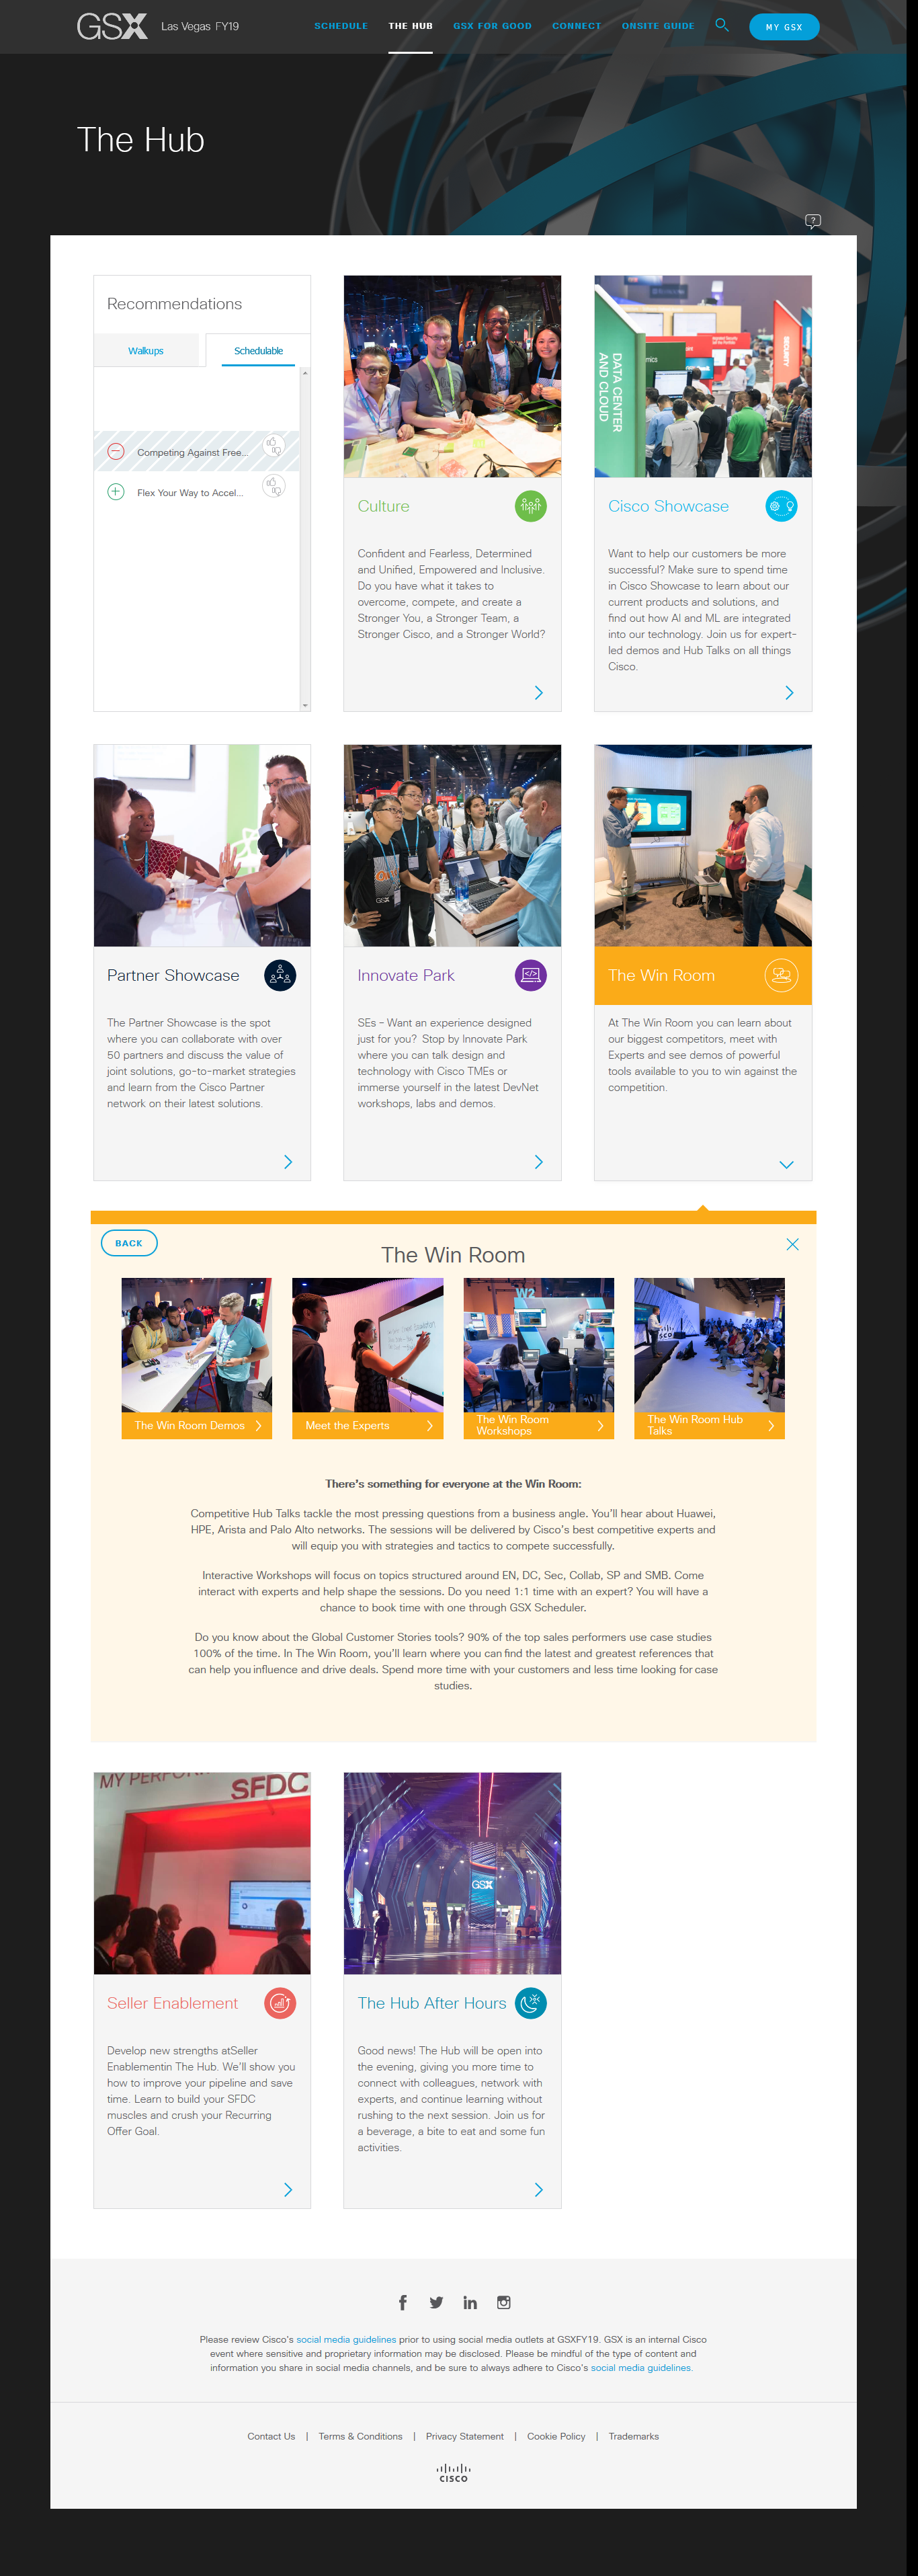 GSX Las Vegas FY19
SCHEDULE THE HUB GSX FOR GOOD CONNECT ONSITE GUIDE MY GSX
The Hub
?
Recommendations
Walkups Schedulable
Competing Against Free...
Flex Your Way to Accel...
Culture
Confident and Fearless, Determined
and Unified, Empowered and Inclusive.
Do you have what it takes to
overcome, compete, and create a
Stronger You, a Stronger Team, a
Stronger Cisco, and a Stronger World?
DATA CENTER
AND CLOUD
SECURITY
Cisco Showcase
Want to help our customers be more
successful? Make sure to spend time
in Cisco Showcase to learn about our
current products and solutions, and
find out how AI and ML are integrated
into our technology. Join us for expert-
led demos and Hub Talks on all things
Cisco.
Partner Showcase
The Partner Showcase is the spot
where you can collaborate with over
50 partners and discuss the value of
joint solutions, go-to-market strategies
and learn from the Cisco Partner
network on their latest solutions.
GSX
Innovate Park
SEs - Want an experience designed
just for you? Stop by Innovate Park
where you can talk design and
technology with Cisco TMEs or
immerse yourself in the latest DevNet
workshops, labs and demos.
The Win Room
At The Win Room you can learn about
our biggest competitors, meet with
Experts and see demos of powerful
tools available to you to win against the
competition.
BACK
The Win Room
W2
The Win Room Demos
Meet the Experts
The Win Room
Workshops
The Win Room Hub
Talks
There's something for everyone at the Win Room:
Competitive Hub Talks tackle the most pressing questions from a business angle. You'll hear about Huawei,
HPE, Arista and Palo Alto networks. The sessions will be delivered by Cisco's best competitive experts and
will equip you with strategies and tactics to compete successfully.
Interactive Workshops will focus on topics structured around EN, DC, Sec, Collab, SP and SMB. Come
interact with experts and help shape the sessions. Do you need 1:1 time with an expert? You will have a
chance to book time with one through GSX Scheduler.
Do you know about the Global Customer Stories tools? 90% of the top sales performers use case studies
100% of the time. In The Win Room, you'll learn where you can find the latest and greatest references that
can help you influence and drive deals. Spend more time with your customers and less time looking for case
studies.
MY PERFOR
SFDC
Seller Enablement
Develop new strengths atSeller
Enablementin The Hub. We'll show you
how to improve your pipeline and save
time. Learn to build your SFDC
muscles and crush your Recurring
Offer Goal.
GSX
The Hub After Hours
Good news! The Hub will be open into
the evening, giving you more time to
connect with colleagues, network with
experts, and continue learning without
rushing to the next session. Join us for
a beverage, a bite to eat and some fun
activities.
Please review Cisco's social media guidelines prior to using social media outlets at GSXFY19. GSX is an internal Cisco
event where sensitive and proprietary information may be disclosed. Please be mindful of the type of content and
information you share in social media channels, and be sure to always adhere to Cisco's social media guidelines.
Contact Us | Terms & Conditions | Privacy Statement | Cookie Policy | Trademarks
CISCO